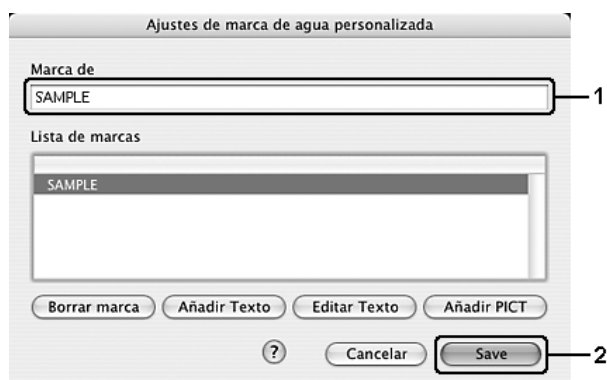 Ajustes de marca de agua personalizada
Marca de
SAMPLE
1
Lista de marcas
SAMPLE
Borrar marca Añadir Texto Editar Texto Añadir PICT
? Cancelar Save
2